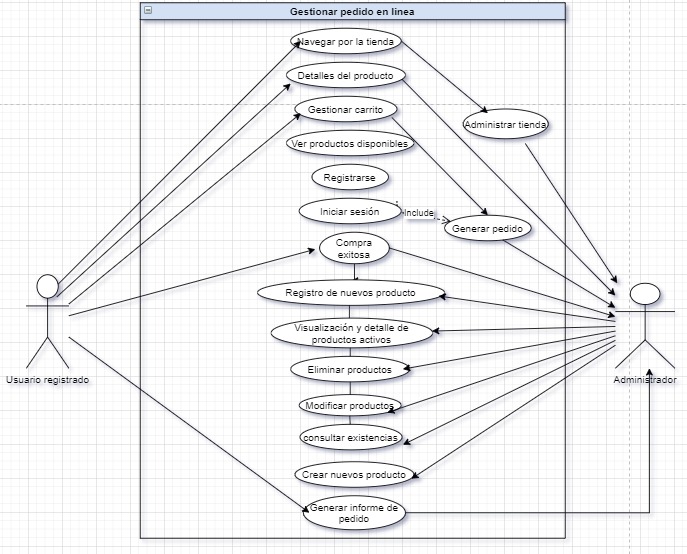 Gestionar pedido en linea
Navegar por la tienda
Detalles del producto
Gestionar carrito
Administrar tienda
Ver productos disponibles
Registrarse
Iniciar sesión
Include
Generar pedido
Compra
exitosa
Registro de nuevos producto
Visualización y detalle de
productos activos
Eliminar productos
Usuario registrado
Administrador
Modificar productos
consultar existencias
Crear nuevos producto
Generar informe de
pedido